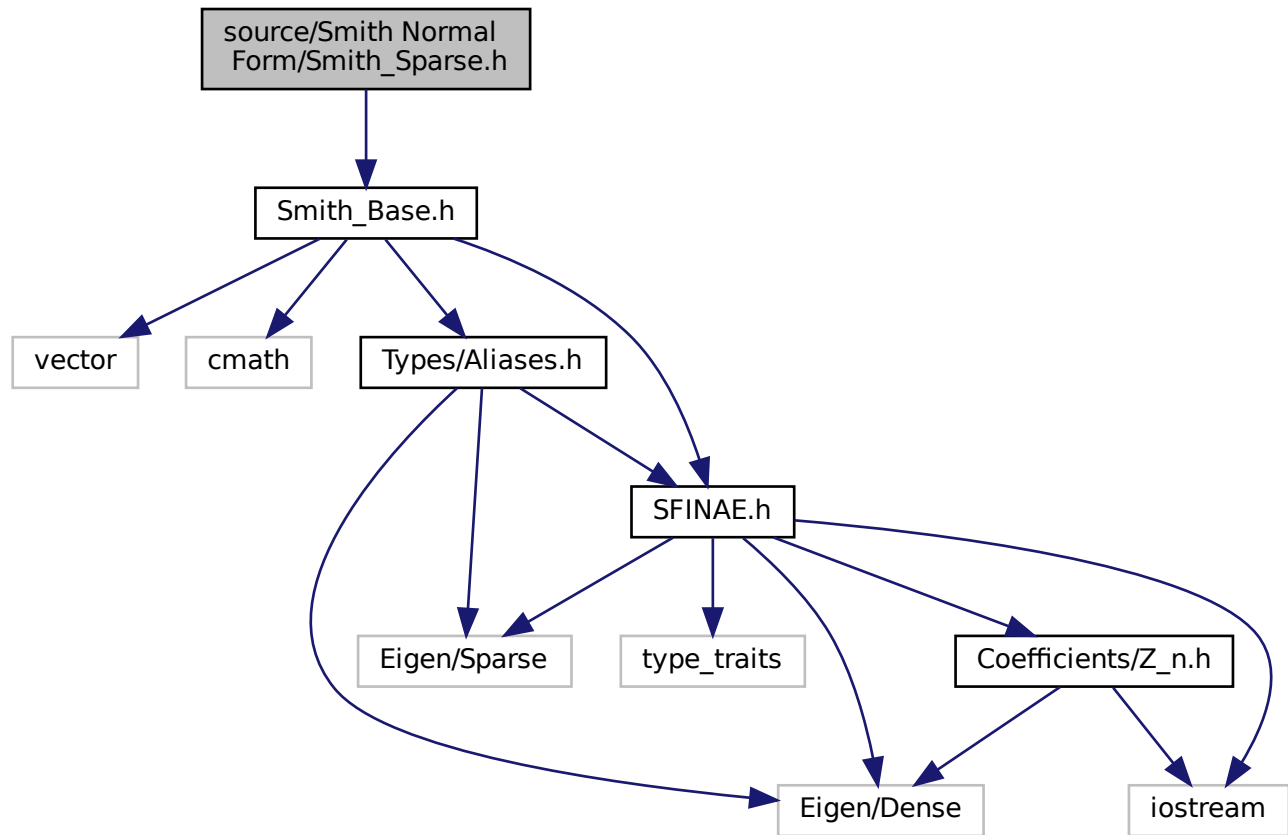 source/Smith Normal
Form/Smith_Sparse.h
Smith_Base.h
vector
cmath
Types/Aliases.h
SFINAE.h
Eigen/Sparse
type_traits
Coefficients/Z_n.h
Eigen/Dense
iostream